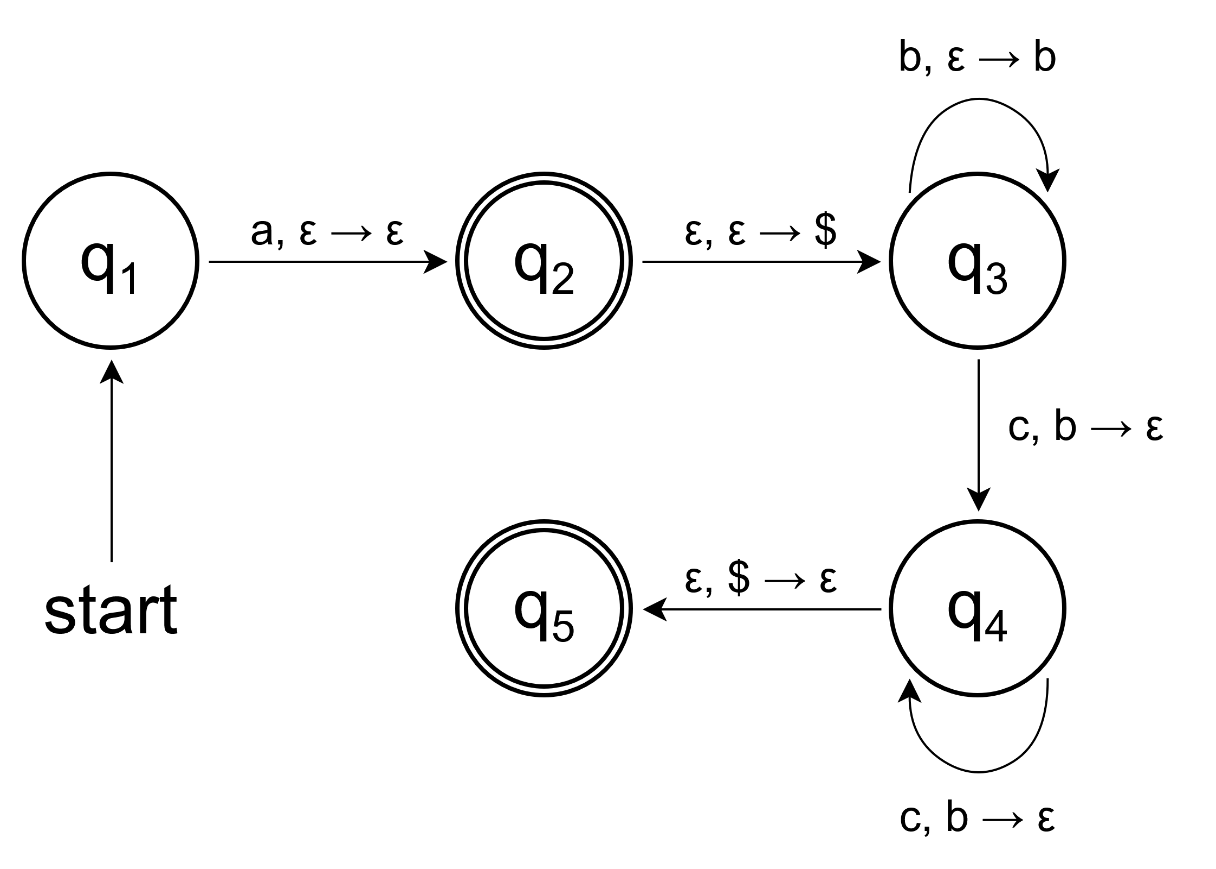 b, ε → b
q₁
a, ε → ε
q₂
ε, ε → $
q₃
c, b → ε
start
q₅
ε, $ → ε
q₄
c, b → ε